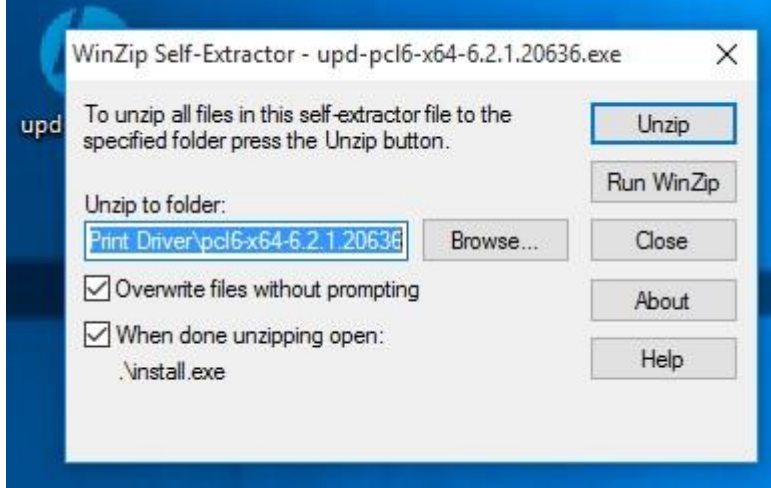 WinZip Self-Extractor - upd-pcl6-x64-6.2.1.20636.exe
upd
To unzip all files in this self-extractor file to the
specified folder press the Unzip button.
Unzip
Run WinZip
Unzip to folder:
Print Driver\pcl6-x64-6.2.1.20636
Browse...
Close
Overwrite files without prompting
About
When done unzipping open:
.\install.exe
Help